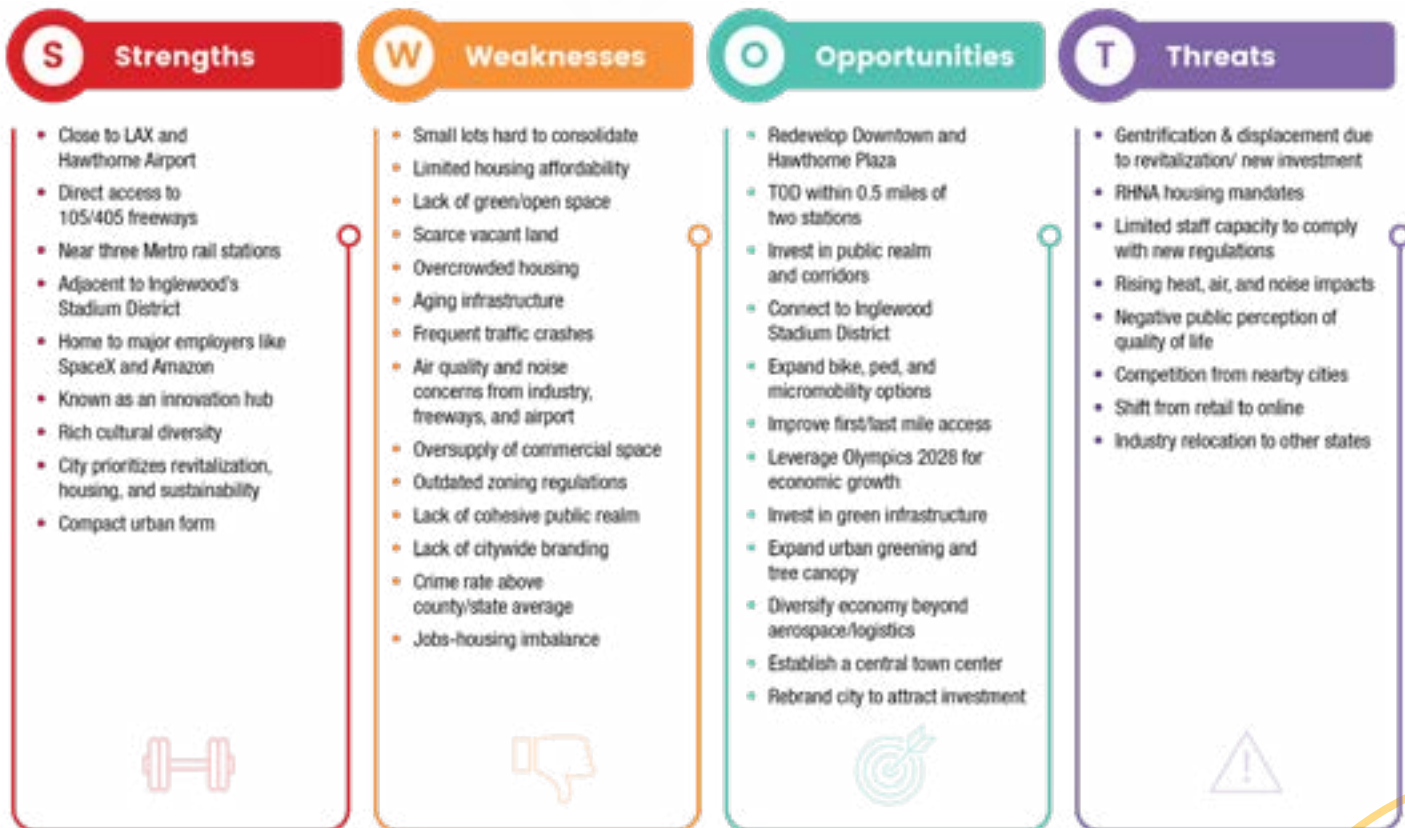 S Strengths
Close to LAX and
Hawthorne Airport
Direct access to
105/405 freeways
Near three Metro rail stations
Adjacent to Inglewood's
Stadium District
Home to major employers like
SpaceX and Amazon
Known as an innovation hub
Rich cultural diversity
City prioritizes revitalization,
housing, and sustainability
Compact urban form
W Weaknesses
Small lots hard to consolidate
Limited housing affordability
Lack of green/open space
Scarce vacant land
Overcrowded housing
Aging infrastructure
Frequent traffic crashes
Air quality and noise
concerns from industry,
freeways, and airport
Oversupply of commercial space
Outdated zoning regulations
Lack of cohesive public realm
Lack of citywide branding
Crime rate above
county/state average
Jobs-housing imbalance
O Opportunities
Redevelop Downtown and
Hawthorne Plaza
TOD within 0.5 miles of
two stations
Invest in public realm
and corridors
Connect to Inglewood
Stadium District
Expand bike, ped, and
micromobility options
Improve first/last mile access
Leverage Olympics 2028 for
economic growth
Invest in green infrastructure
Expand urban greening and
tree canopy
Diversify economy beyond
aerospace/logistics
Establish a central town center
Rebrand city to attract investment
T Threats
Gentrification & displacement due
to revitalization/ new investment
RHNA housing mandates
Limited staff capacity to comply
with new regulations
Rising heat, air, and noise impacts
Negative public perception of
quality of life
Competition from nearby cities
Shift from retail to online
Industry relocation to other states